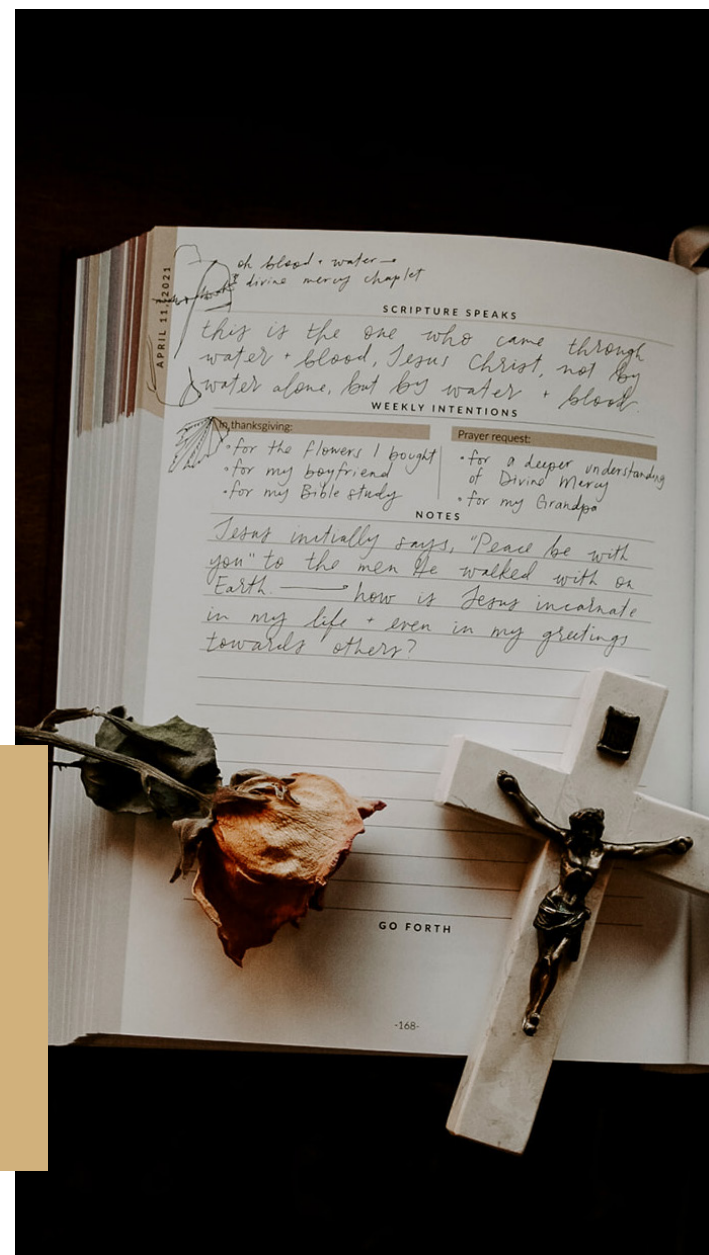 oh blood + water →
divine mercy chaplet
APRIL 11, 2021
SCRIPTURE SPEAKS
this is the one who came through
water + blood, Jesus Christ, not by
water alone, but by water + blood.
WEEKLY INTENTIONS
In thanksgiving:
• for the flowers I bought
• for my boyfriend
• for my Bible study
Prayer request:
• for a deeper understanding
of Divine Mercy
• for my Grandpa
NOTES
Jesus initially says, "Peace be with
you" to the men He walked with on
Earth. → how is Jesus incarnate
in my life + even in my greetings
towards others?
GO FORTH
-168-